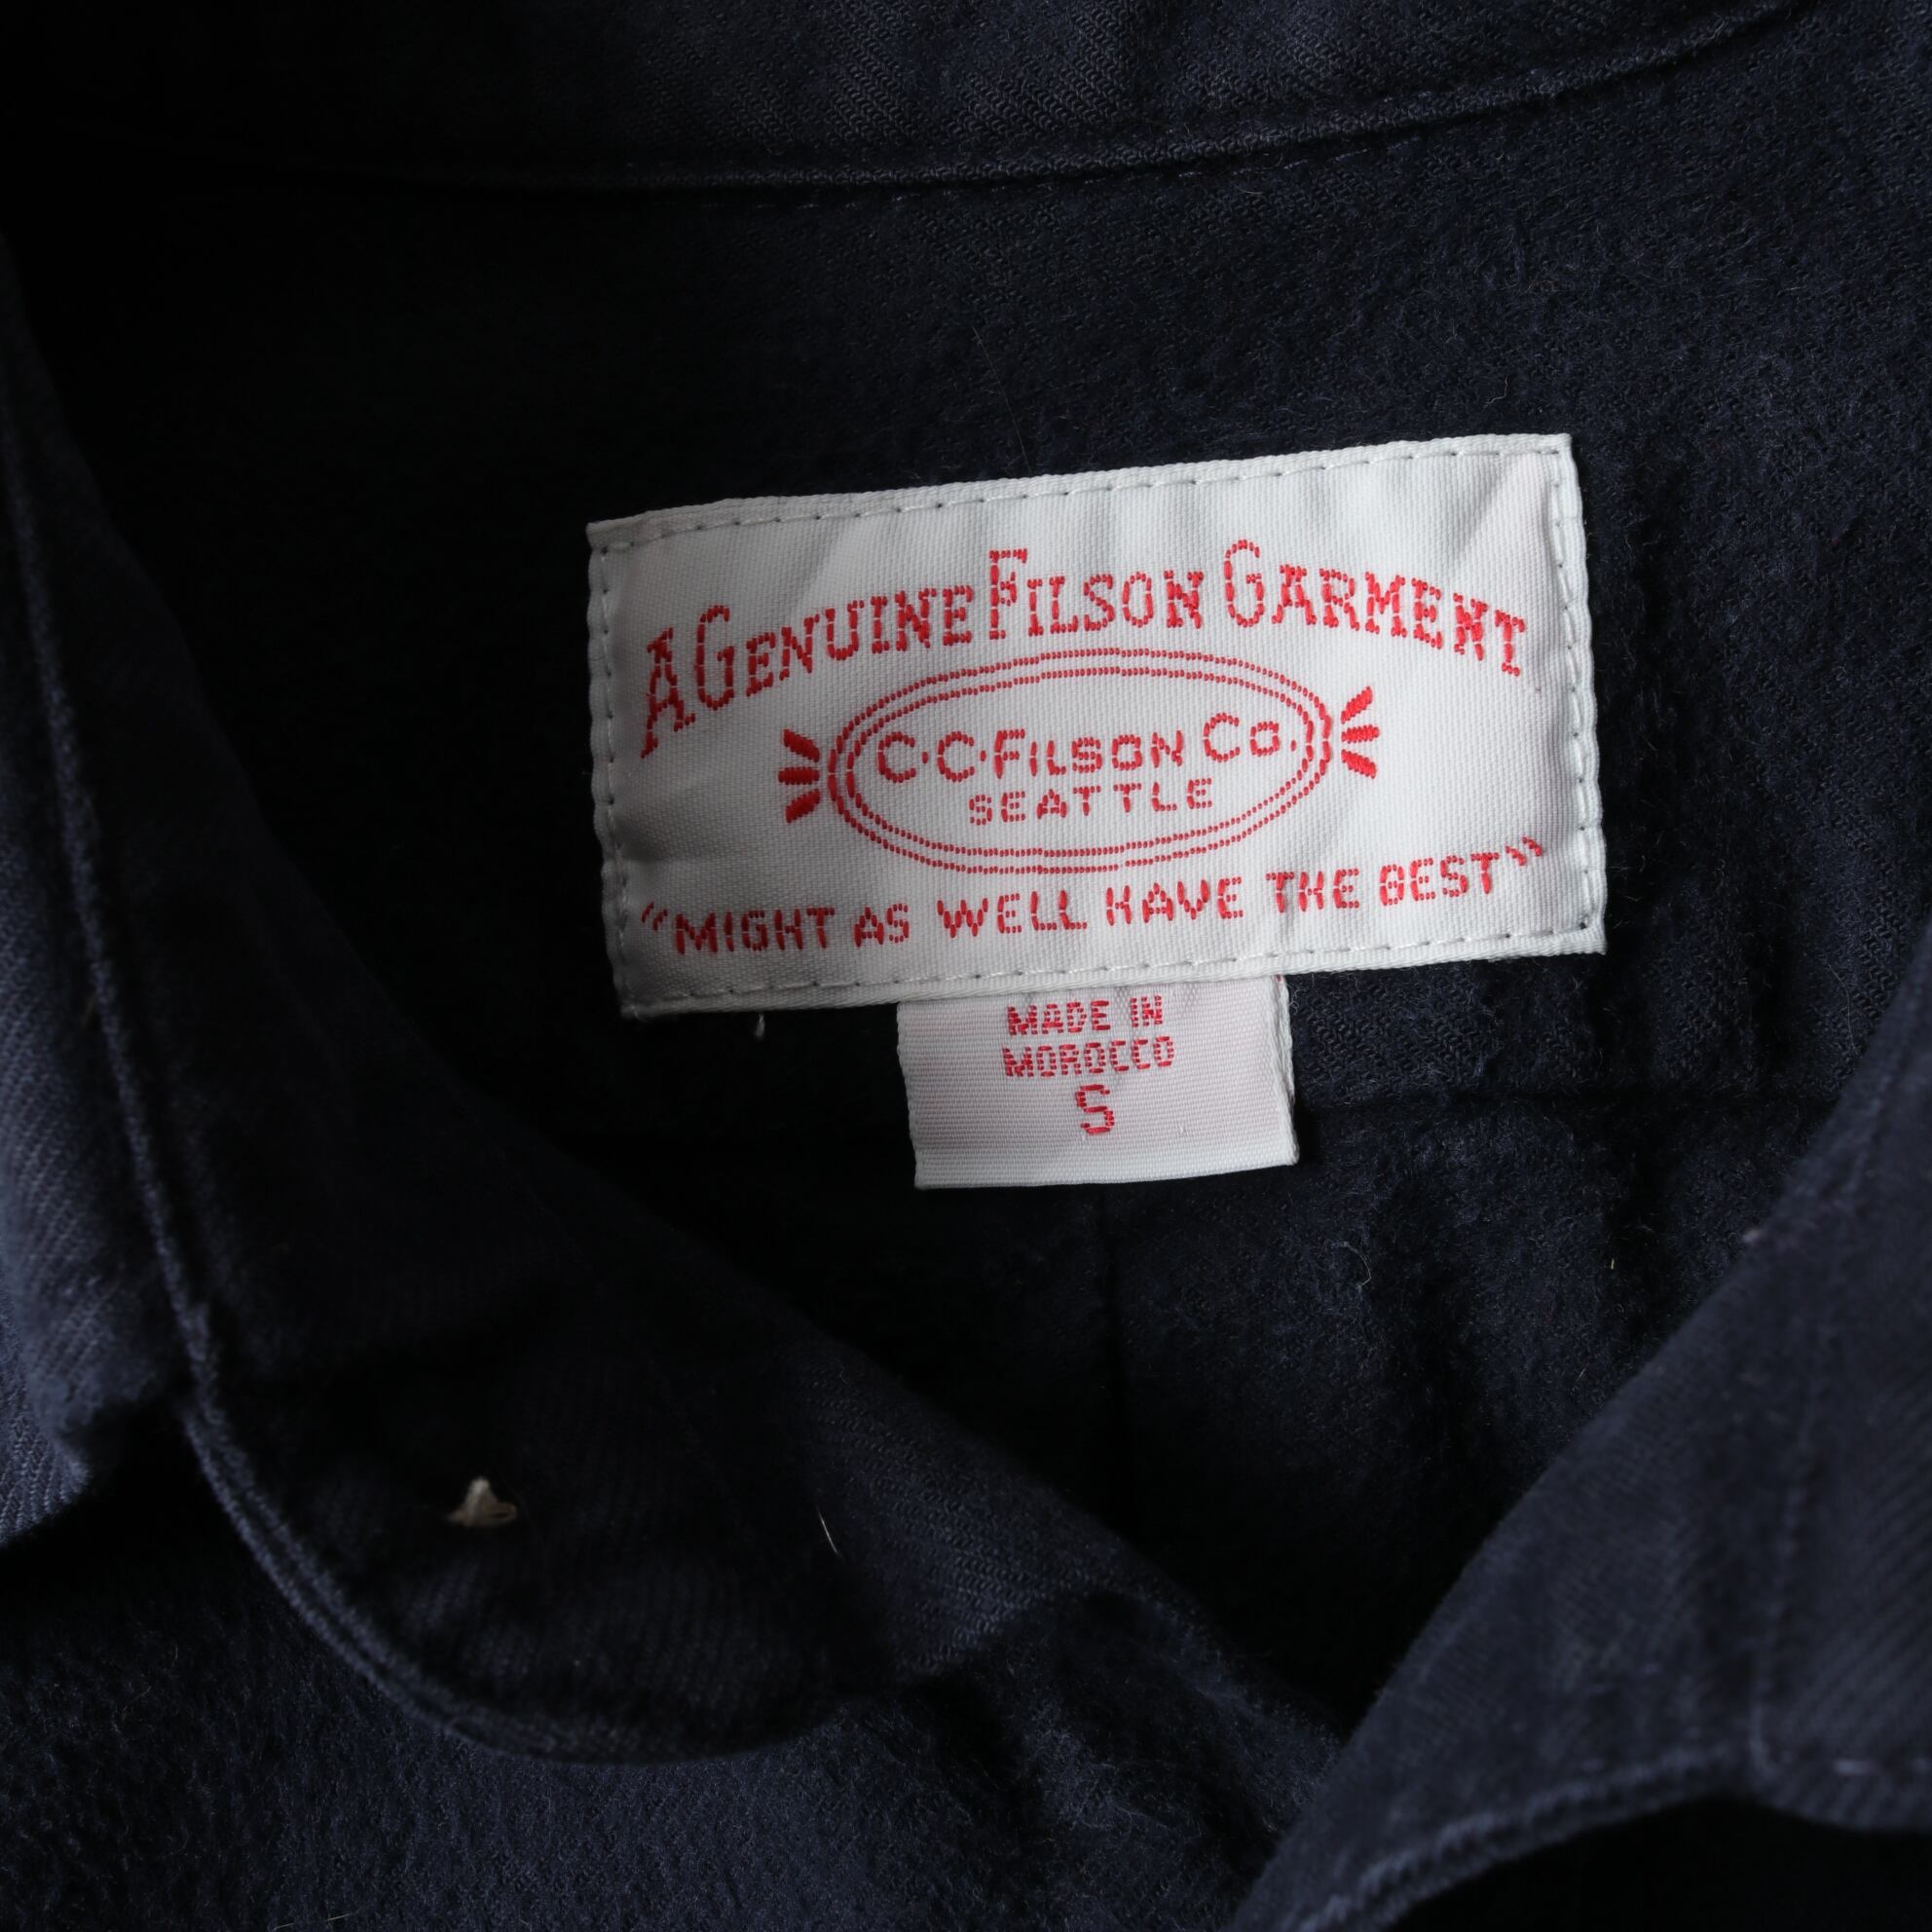 A GENUINE FILSON GARMENT
C·C·FILSON CO.
SEATTLE
"MIGHT AS WELL HAVE THE BEST"
MADE IN
MOROCCO
S